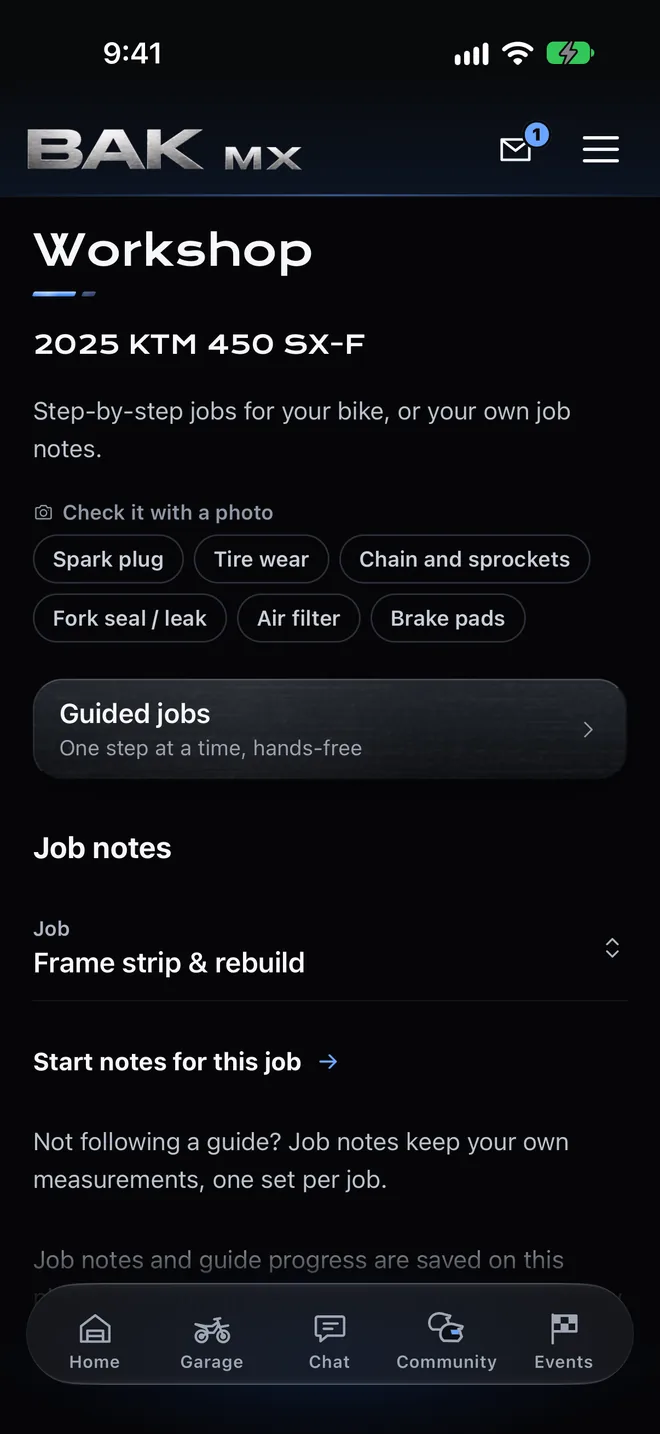 9:41
BAK MX
1
Workshop
2025 KTM 450 SX-F
Step-by-step jobs for your bike, or your own job
notes.
Check it with a photo
Spark plug
Tire wear
Chain and sprockets
Fork seal / leak
Air filter
Brake pads
Guided jobs
One step at a time, hands-free
Job notes
Job
Frame strip & rebuild
Start notes for this job →
Not following a guide? Job notes keep your own
measurements, one set per job.
Job notes and guide progress are saved on this
Home
Garage
Chat
Community
Events